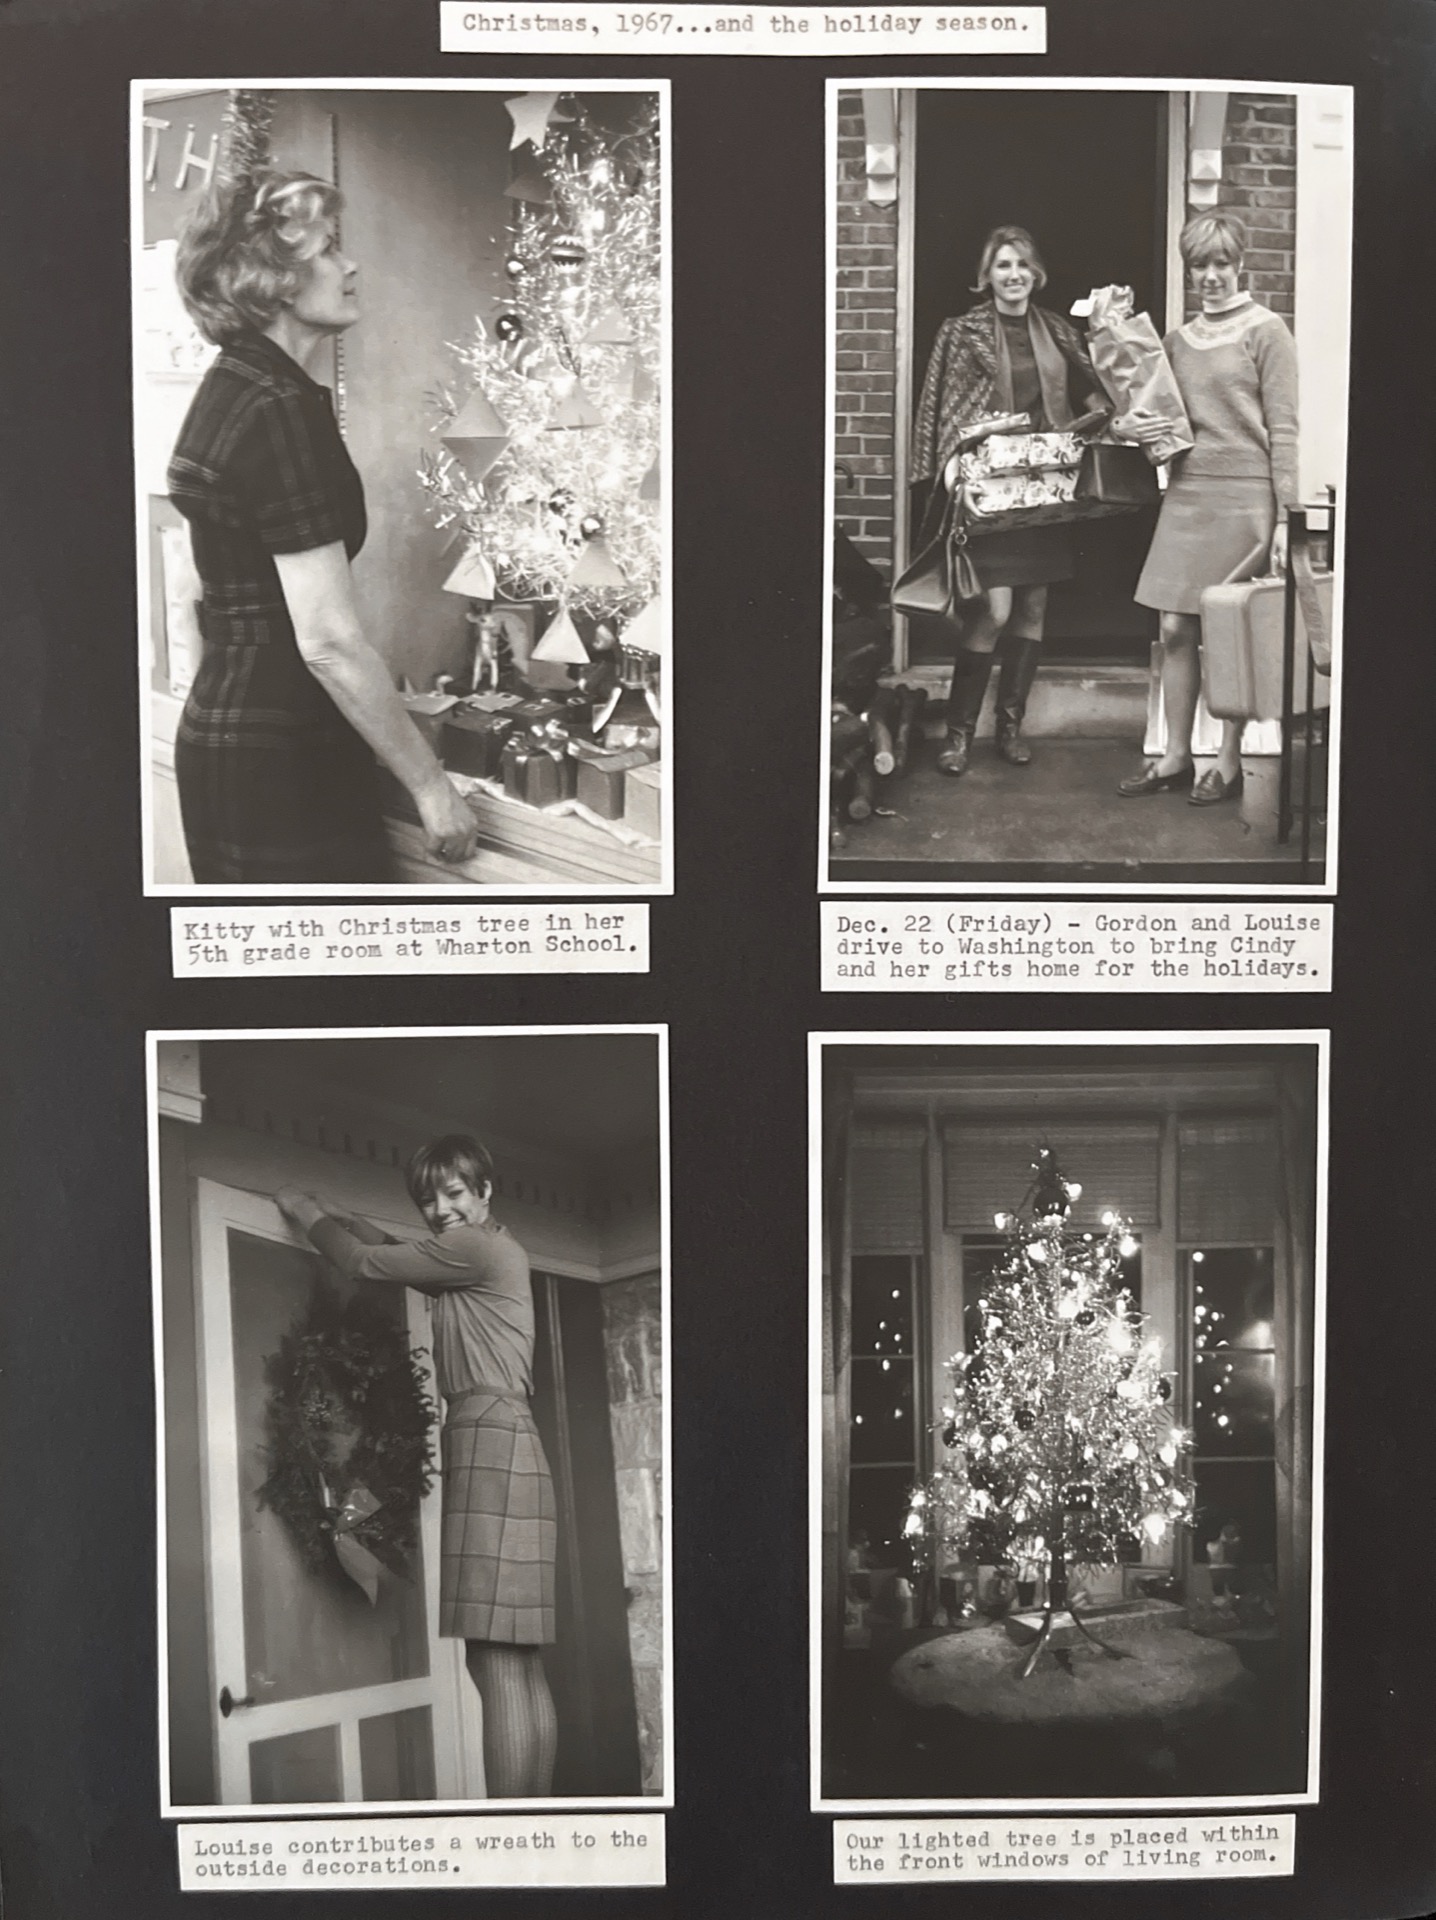 Christmas, 1967...and the holiday season.
TH
Kitty with Christmas tree in her
5th grade room at Wharton School.
Dec. 22 (Friday) - Gordon and Louise
drive to Washington to bring Cindy
and her gifts home for the holidays.
Louise contributes a wreath to the
outside decorations.
Our lighted tree is placed within
the front windows of living room.